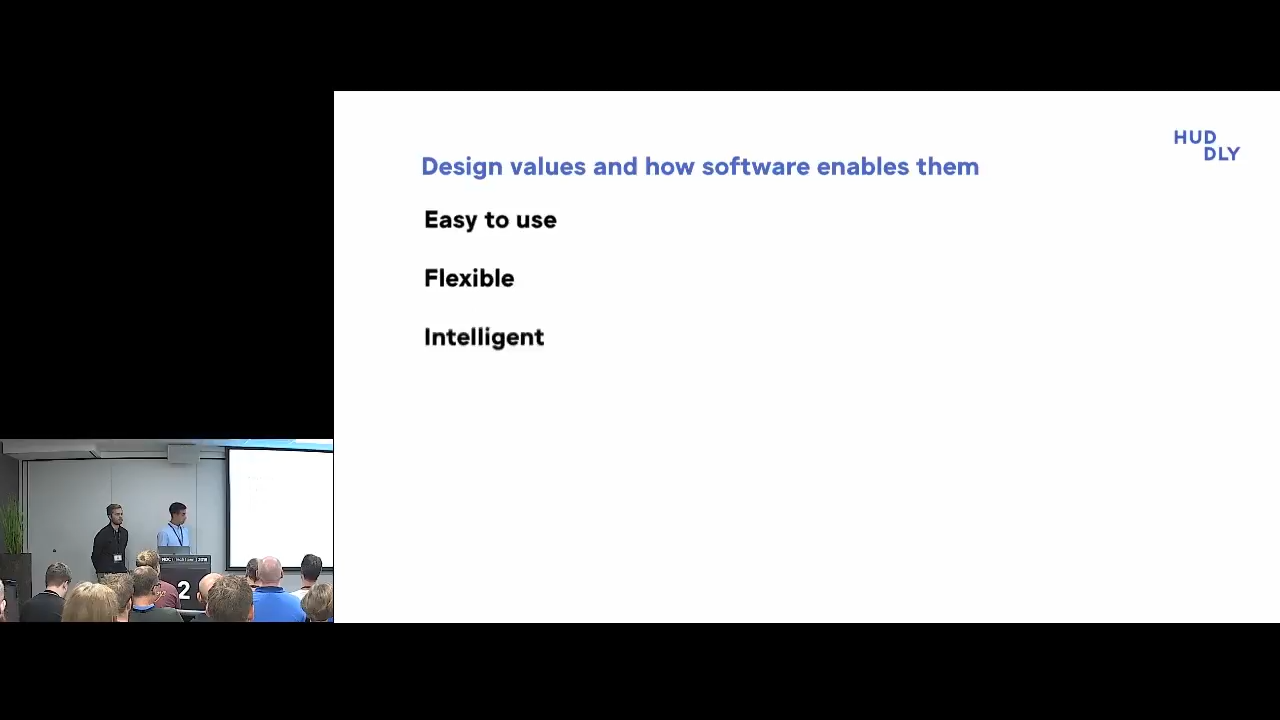 HUD
DLY
Design values and how software enables them
Easy to use
Flexible
Intelligent
2